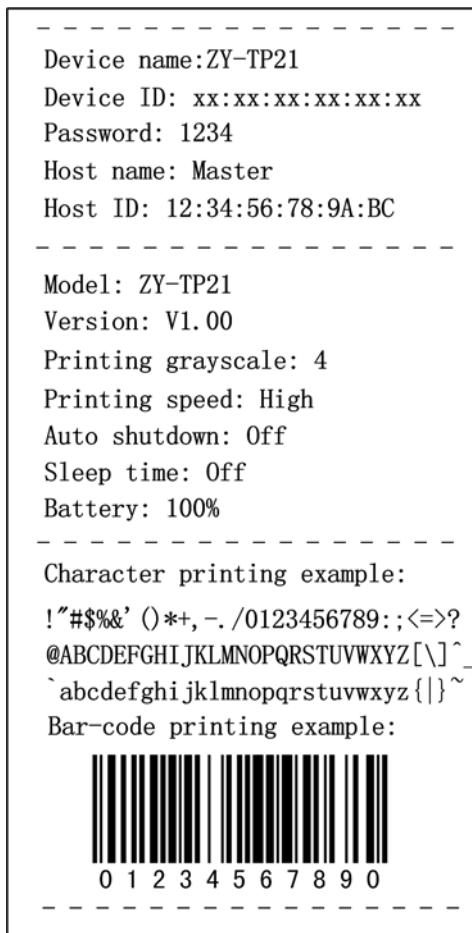 Device name:ZY-TP21
Device ID: xx:xx:xx:xx:xx:xx
Password: 1234
Host name: Master
Host ID: 12:34:56:78:9A:BC
Model: ZY-TP21
Version: V1.00
Printing grayscale: 4
Printing speed: High
Auto shutdown: Off
Sleep time: Off
Battery: 100%
Character printing example:
!"#$%&'()*+,-./0123456789:;<=>?
@ABCDEFGHIJKLMNOPQRSTUVWXYZ[\]^_
`abcdefghijklmnopqrstuvwxyz{|}~
Bar-code printing example:
0 1 2 3 4 5 6 7 8 9 0